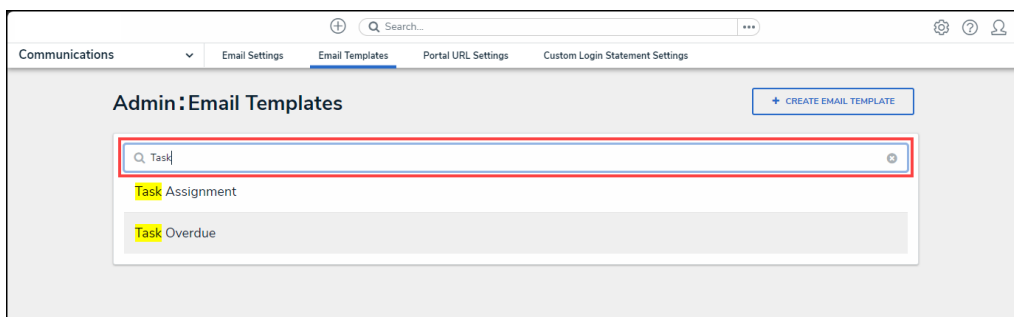 Search...
Communications Email Settings Email Templates Portal URL Settings Custom Login Statement Settings
Admin:Email Templates
+ CREATE EMAIL TEMPLATE
Task
Task Assignment
Task Overdue